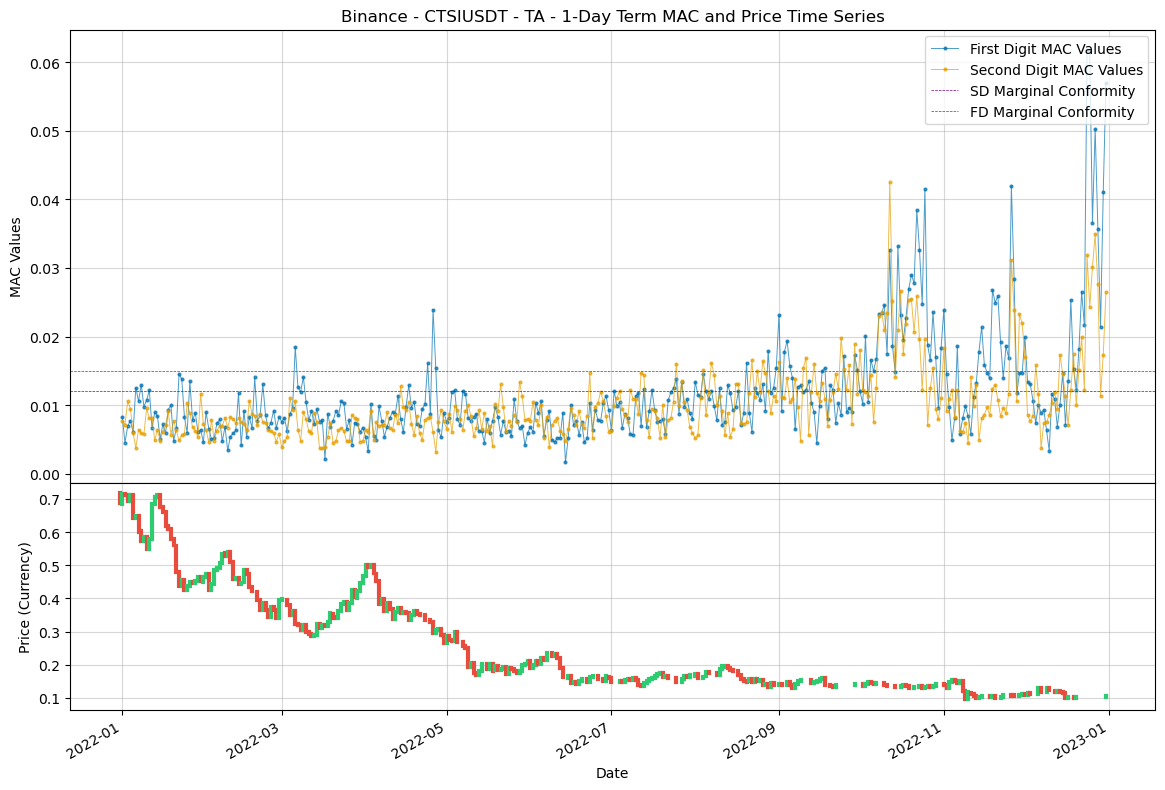 Binance - CTSIUSDT - TA - 1-Day Term MAC and Price Time Series
First Digit MAC Values
Second Digit MAC Values
SD Marginal Conformity
FD Marginal Conformity
MAC Values
0.06
0.05
0.04
0.03
0.02
0.01
0.00
Price (Currency)
0.7
0.6
0.5
0.4
0.3
0.2
0.1
2022-01
2022-03
2022-05
2022-07
2022-09
2022-11
2023-01
Date